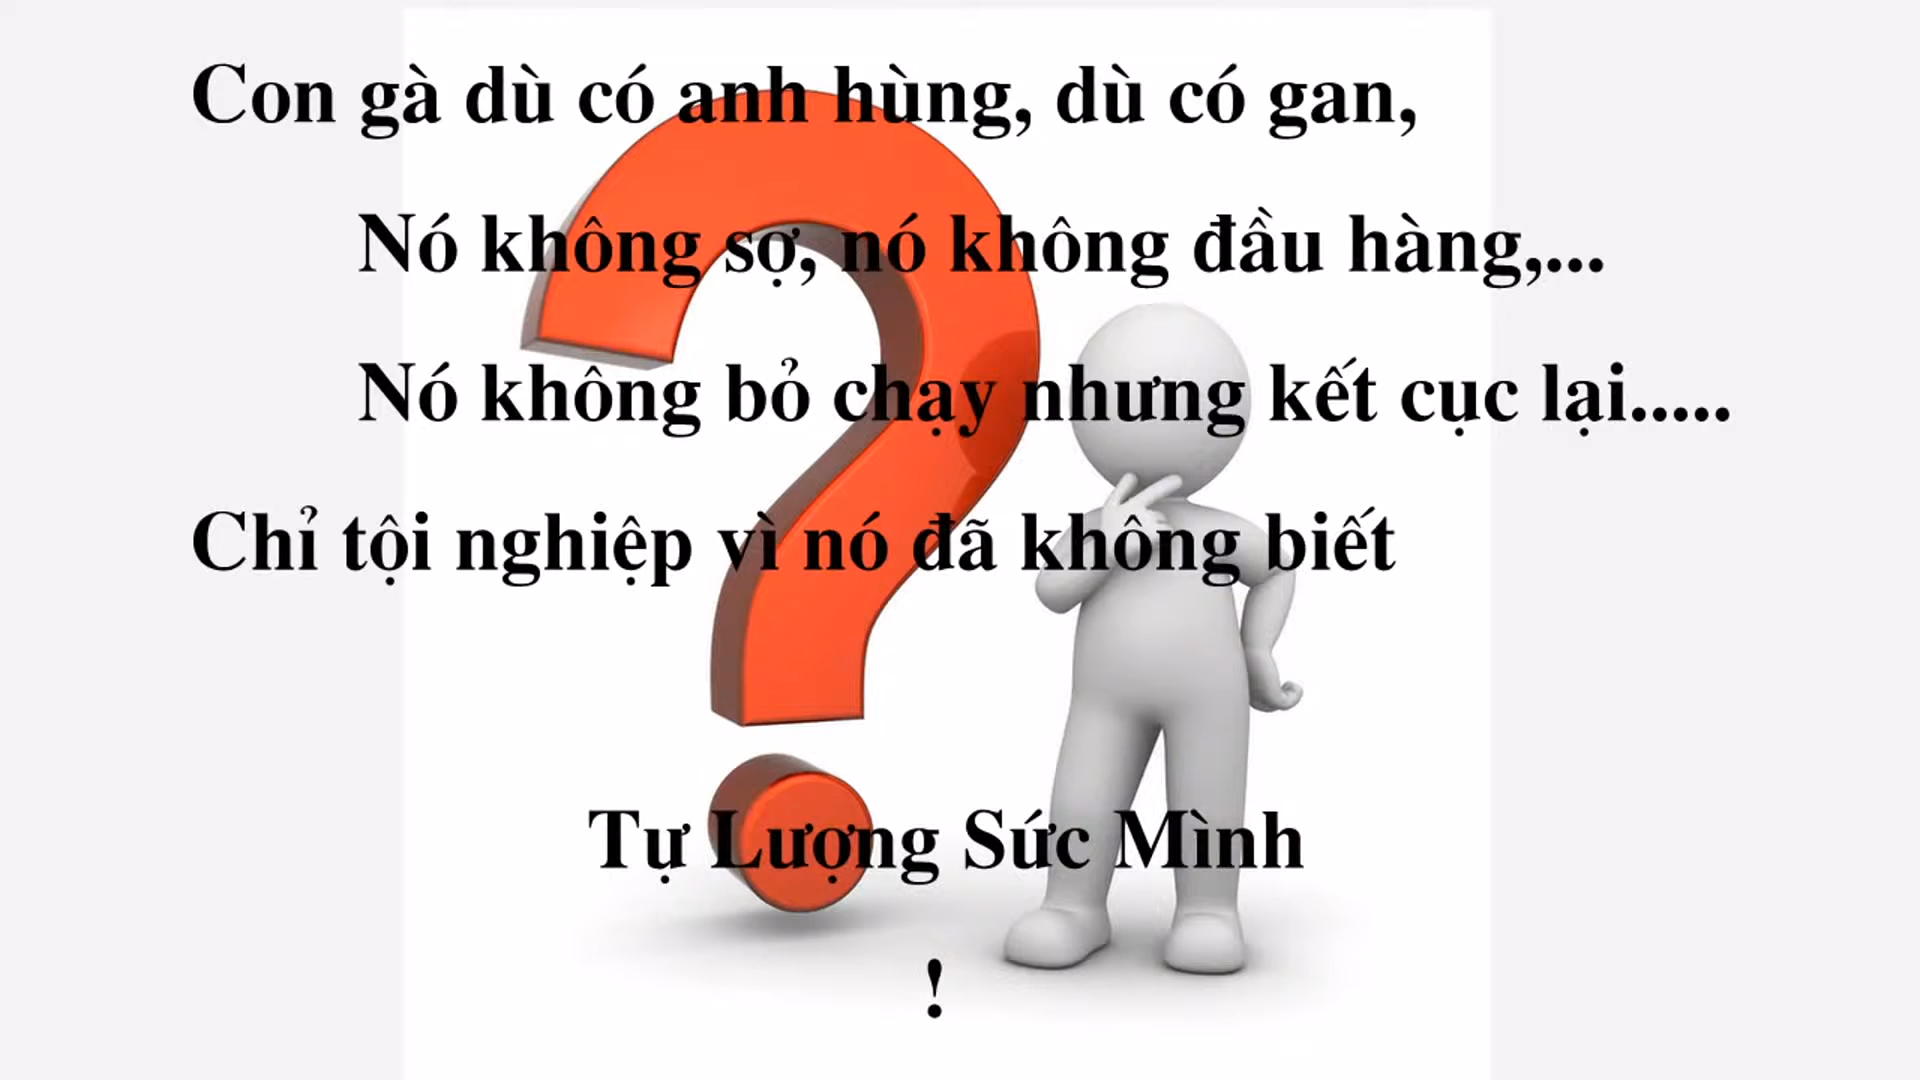 Con gà dù có anh hùng, dù có gan,
Nó không sợ, nó không đầu hàng,...
Nó không bỏ chạy nhưng kết cục lại.....
Chỉ tội nghiệp vì nó đã không biết
Tự Lượng Sức Mình
!